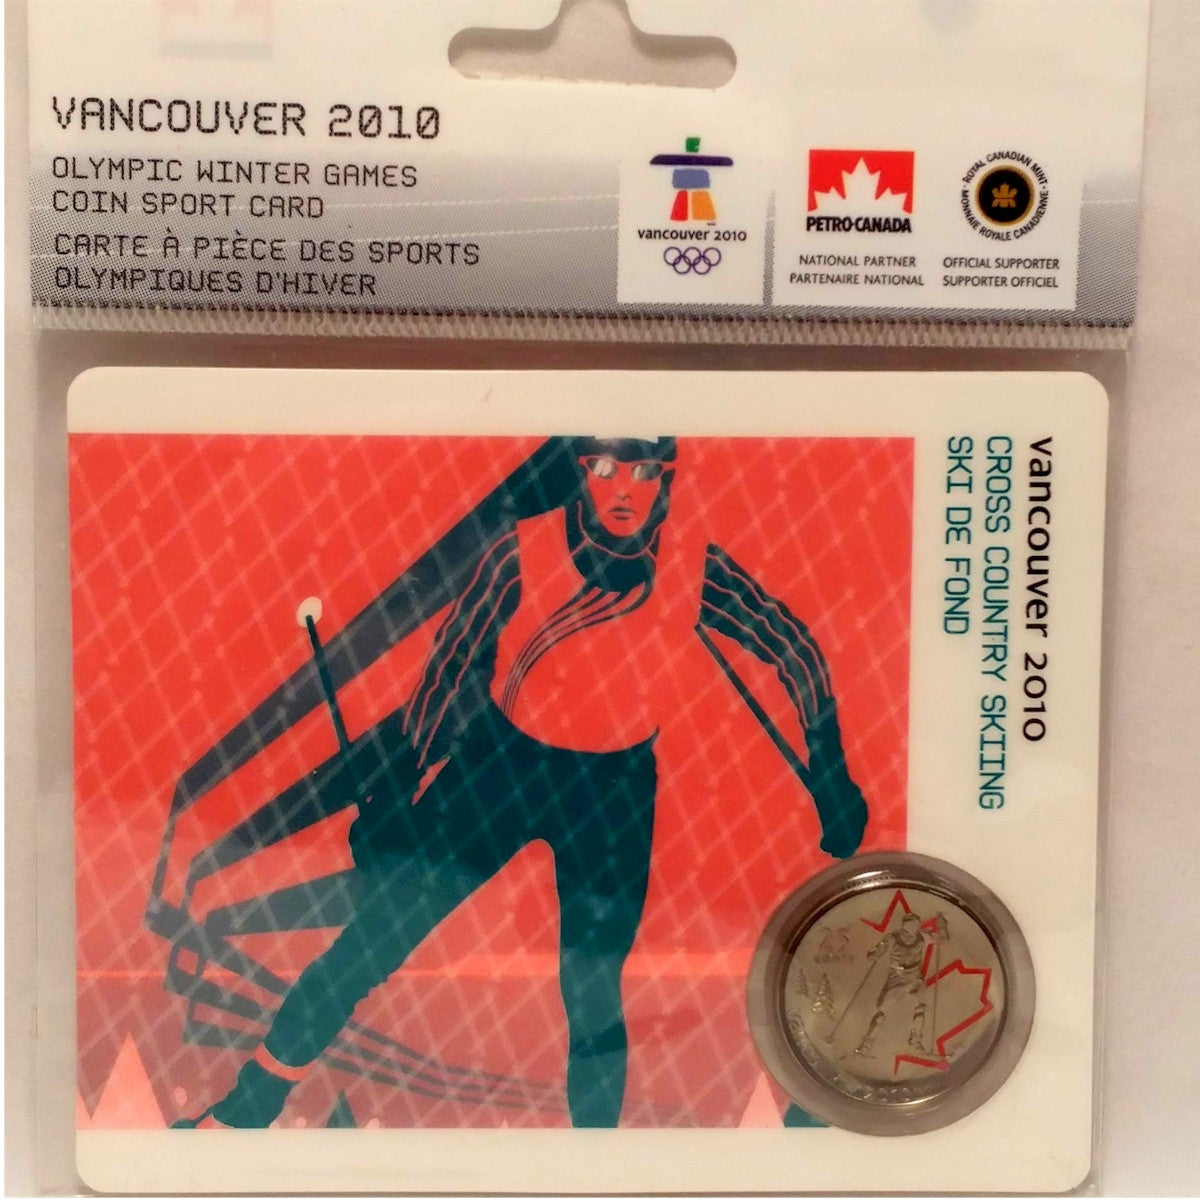 VANCOUVER 2010
OLYMPIC WINTER GAMES
COIN SPORT CARD
CARTE À PIÈCE DES SPORTS
OLYMPIQUES D'HIVER
vancouver 2010
PETRO-CANADA
NATIONAL PARTNER
PARTENAIRE NATIONAL
ROYAL CANADIAN MINT
MONNAIE ROYALE CANADIENNE
OFFICIAL SUPPORTER
SUPPORTER OFFICIEL
vancouver 2010
CROSS COUNTRY SKIING
SKI DE FOND
25